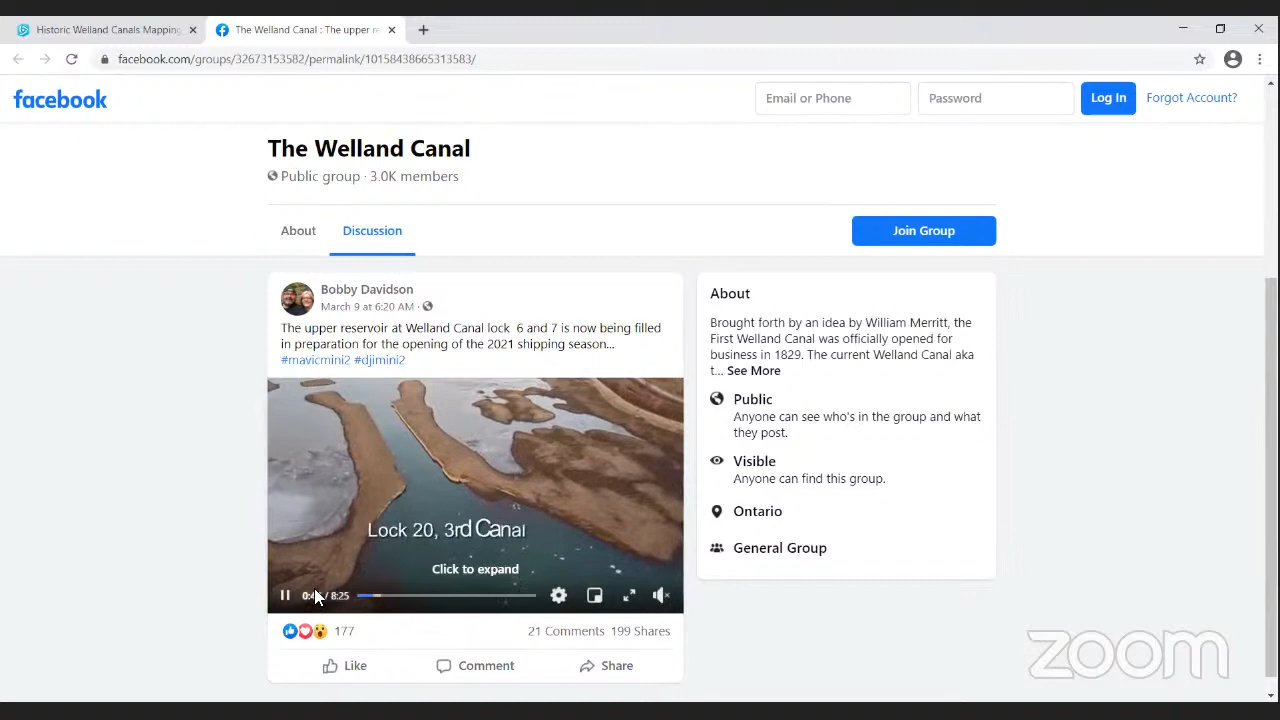 Historic Welland Canals Mapping
The Welland Canal : The upper r
facebook.com/groups/32673153582/permalink/10158438665313583/
facebook
Email or Phone
Password
Log In
Forgot Account?
The Welland Canal
Public group · 3.0K members
About
Discussion
Join Group
Bobby Davidson
March 9 at 6:20 AM ·
The upper reservoir at Welland Canal lock 6 and 7 is now being filled
in preparation for the opening of the 2021 shipping season...
#mavicmini2 #djimini2
Lock 20, 3rd Canal
Click to expand
/ 8:25
177
21 Comments 199 Shares
Like
Comment
Share
About
Brought forth by an idea by William Merritt, the
First Welland Canal was officially opened for
business in 1829. The current Welland Canal aka
t... See More
Public
Anyone can see who's in the group and what
they post.
Visible
Anyone can find this group.
Ontario
General Group
zoom